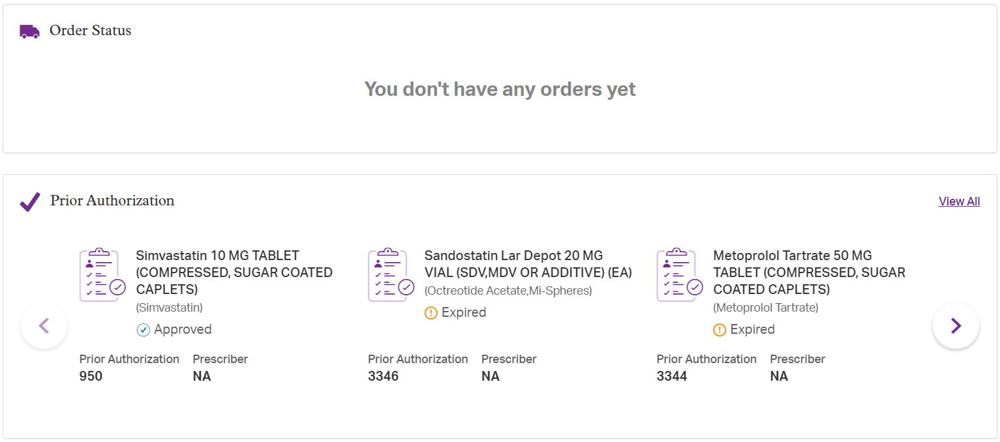 Order Status
You don't have any orders yet
Prior Authorization
View All
Simvastatin 10 MG TABLET
(COMPRESSED, SUGAR COATED
CAPLETS)
(Simvastatin)
Approved
Prior Authorization Prescriber
950 NA
Sandostatin Lar Depot 20 MG
VIAL (SDV,MDV OR ADDITIVE) (EA)
(Octreotide Acetate,Mi-Spheres)
Expired
Prior Authorization Prescriber
3346 NA
Metoprolol Tartrate 50 MG
TABLET (COMPRESSED, SUGAR
COATED CAPLETS)
(Metoprolol Tartrate)
Expired
Prior Authorization Prescriber
3344 NA